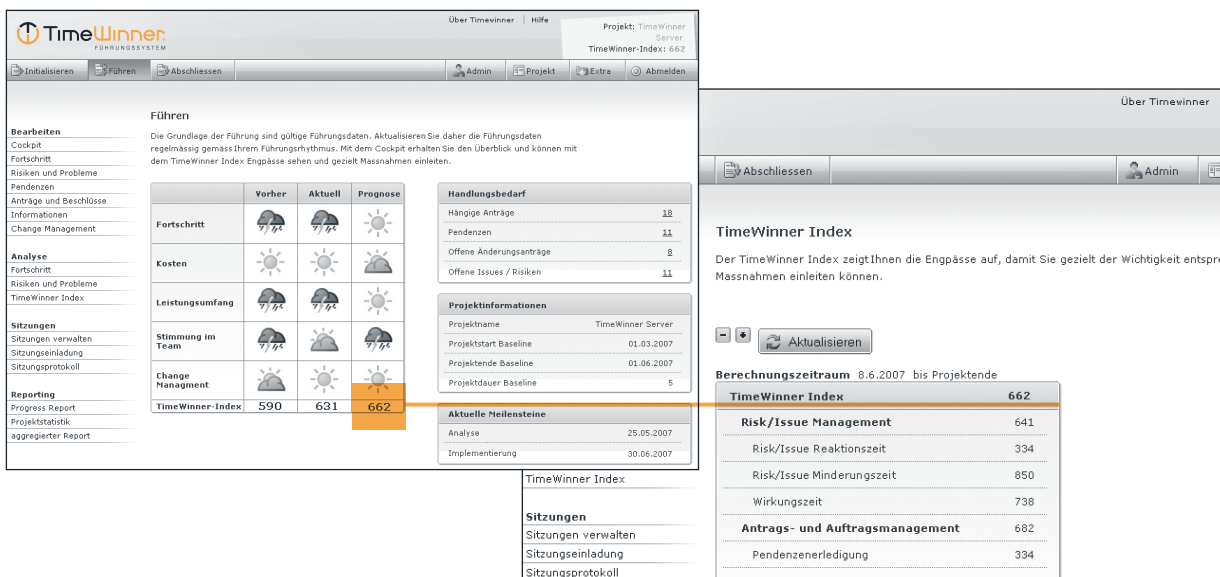 Über Timewinner | Hilfe
Projekt: TimeWinner
Server
TimeWinner-Index: 662
TimeWinner
FÜHRUNGSSYSTEM
Initialisieren Führen Abschliessen Admin Projekt Extra Abmelden
Führen
Die Grundlage der Führung sind gültige Führungsdaten. Aktualisieren Sie daher die Führungsdaten
regelmässig gemäss Ihrem Führungsrhythmus. Mit dem Cockpit erhalten Sie den Überblick und können mit
dem TimeWinner Index Engpässe sehen und gezielt Massnahmen einleiten.
Bearbeiten
Cockpit
Fortschritt
Risiken und Probleme
Pendenzen
Anträge und Beschlüsse
Informationen
Change Management
Analyse
Fortschritt
Risiken und Probleme
TimeWinner Index
Sitzungen
Sitzungen verwalten
Sitzungseinladung
Sitzungsprotokoll
Reporting
Progress Report
Projektstatistik
aggregierter Report
Vorher Aktuell Prognose
Fortschritt
Kosten
Leistungsumfang
Stimmung im
Team
Change
Managment
TimeWinner-Index 590 631 662
Handlungsbedarf
Hängige Anträge 18
Pendenzen 11
Offene Änderungsanträge 8
Offene Issues / Risiken 11
Projektinformationen
Projektname TimeWinner Server
Projektstart Baseline 01.03.2007
Projektende Baseline 01.06.2007
Projektdauer Baseline 5
Aktuelle Meilensteine
Analyse 25.05.2007
Implementierung 30.06.2007
Über Timewinner
Abschliessen Admin
TimeWinner Index
Der TimeWinner Index zeigt Ihnen die Engpässe auf, damit Sie gezielt der Wichtigkeit entspre
Massnahmen einleiten können.
Aktualisieren
Berechnungszeitraum 8.6.2007 bis Projektende
TimeWinner Index 662
Risk/Issue Management 641
Risk/Issue Reaktionszeit 334
Risk/Issue Minderungszeit 850
Wirkungszeit 738
Antrags- und Auftragsmanagement 682
Pendenzenerledigung 334
TimeWinner Index
Sitzungen
Sitzungen verwalten
Sitzungseinladung
Sitzungsprotokoll